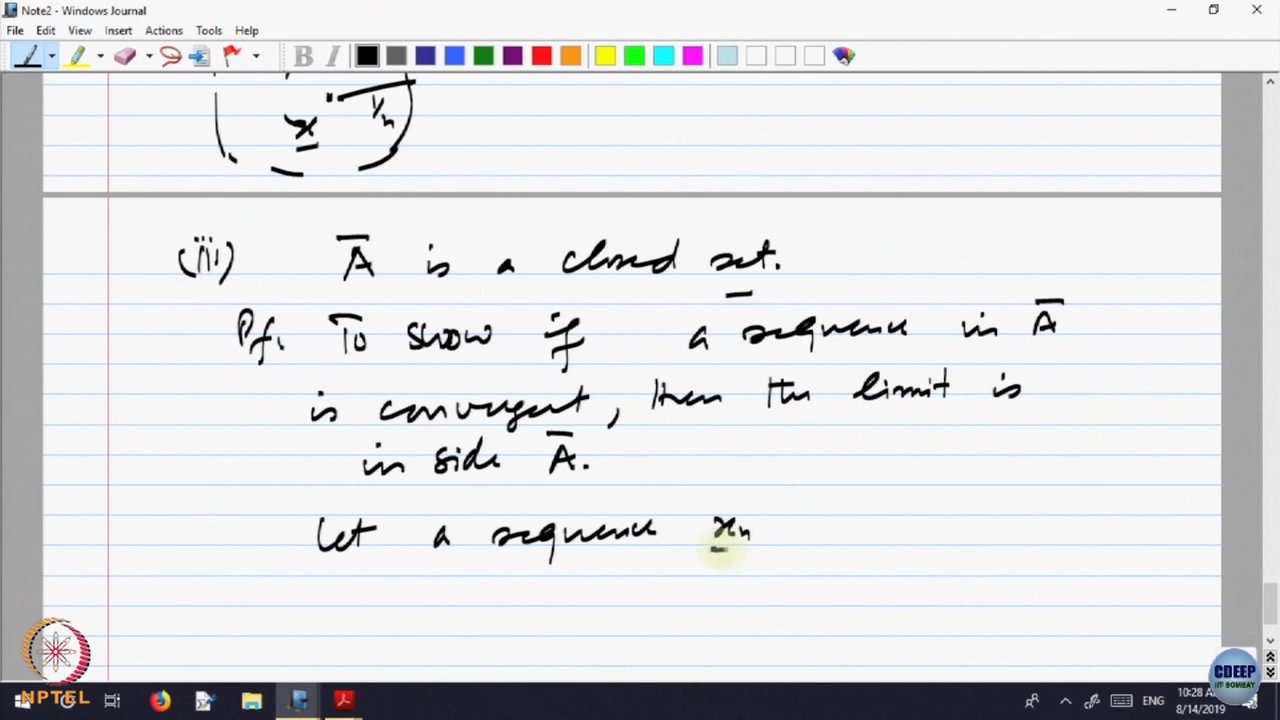 Note2 - Windows Journal
File Edit View Insert Actions Tools Help
B I
x 1/n
(iii) A̅ is a closed set.
Pf. To show if a sequence in A̅
is convergent, then the limit is
in side A̅.
Let a sequence x̲n
NPTEL
CDEEP
IIT BOMBAY
ENG
10:28
8/14/2019